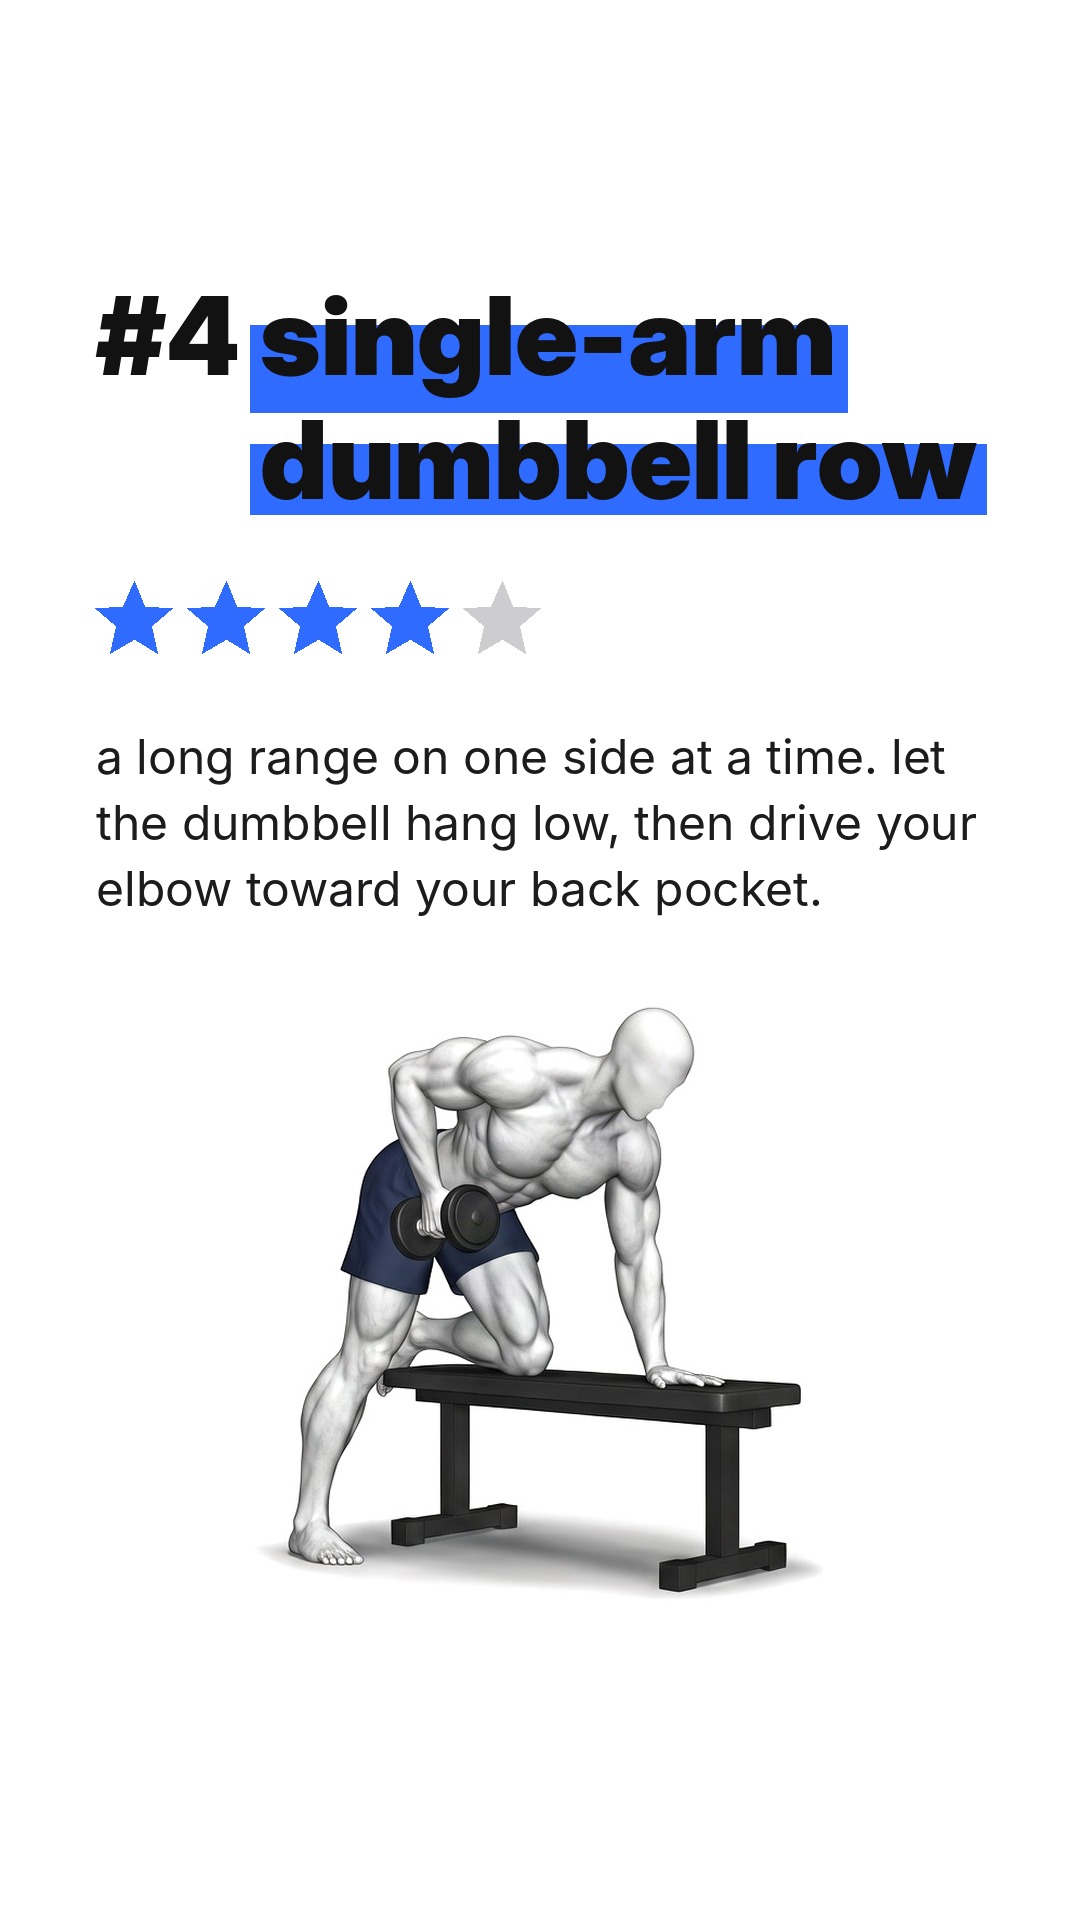 #4 single-arm
dumbbell row
a long range on one side at a time. let
the dumbbell hang low, then drive your
elbow toward your back pocket.